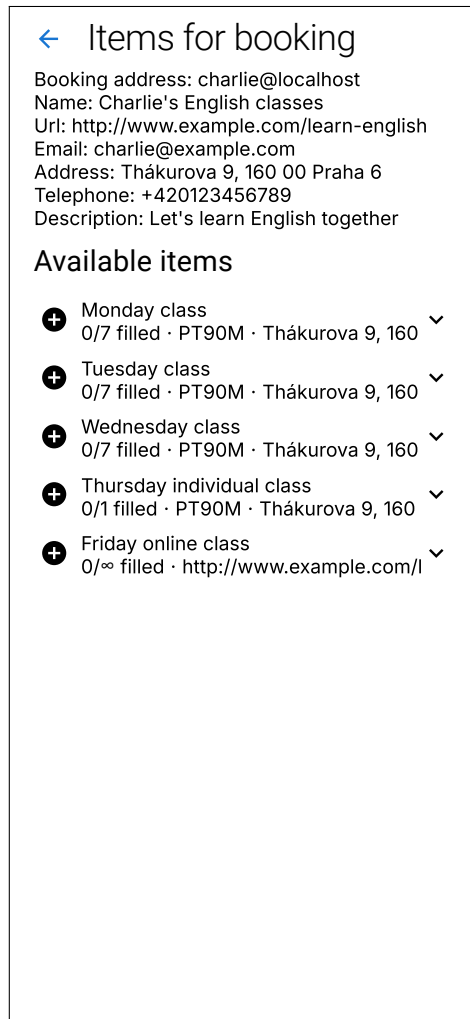 Items for booking
Booking address: charlie@localhost
Name: Charlie's English classes
Url: http://www.example.com/learn-english
Email: charlie@example.com
Address: Thákurova 9, 160 00 Praha 6
Telephone: +420123456789
Description: Let's learn English together
Available items
Monday class
0/7 filled · PT90M · Thákurova 9, 160
Tuesday class
0/7 filled · PT90M · Thákurova 9, 160
Wednesday class
0/7 filled · PT90M · Thákurova 9, 160
Thursday individual class
0/1 filled · PT90M · Thákurova 9, 160
Friday online class
0/∞ filled · http://www.example.com/l